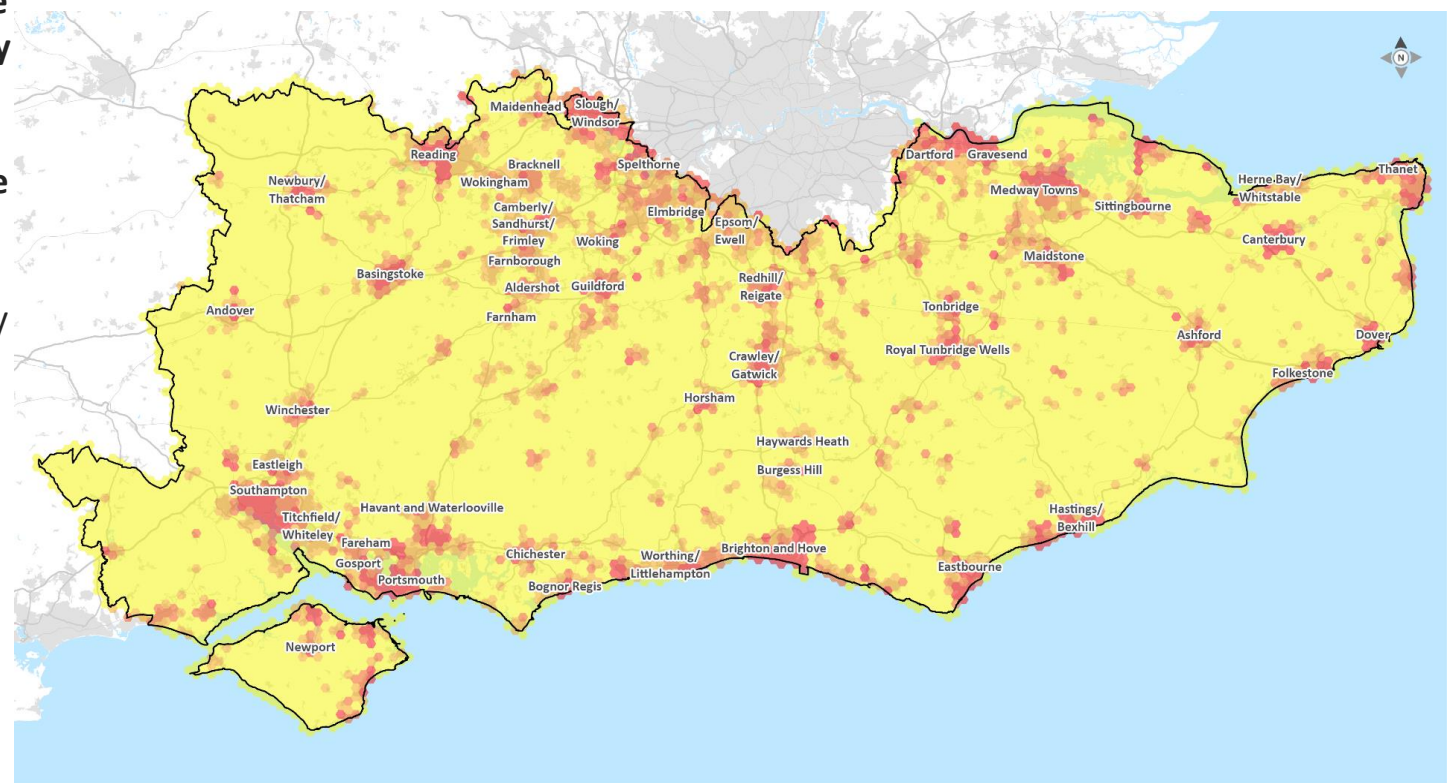 e
y
e
/
N
Maidenhead
Slough/
Windsor
Reading
Bracknell
Spelthorne
Dartford
Gravesend
Thanet
Newbury/
Thatcham
Wokingham
Medway Towns
Herne Bay/
Whitstable
Camberly/
Sandhurst/
Frimley
Elmbridge
Sittingbourne
Epsom/
Ewell
Woking
Canterbury
Farnborough
Maidstone
Basingstoke
Aldershot
Guildford
Redhill/
Reigate
Andover
Farnham
Tonbridge
Ashford
Dover
Royal Tunbridge Wells
Crawley/
Gatwick
Folkestone
Horsham
Winchester
Haywards Heath
Eastleigh
Burgess Hill
Southampton
Havant and Waterlooville
Titchfield/
Whiteley
Hastings/
Bexhill
Fareham
Gosport
Chichester
Worthing/
Littlehampton
Brighton and Hove
Portsmouth
Bognor Regis
Eastbourne
Newport